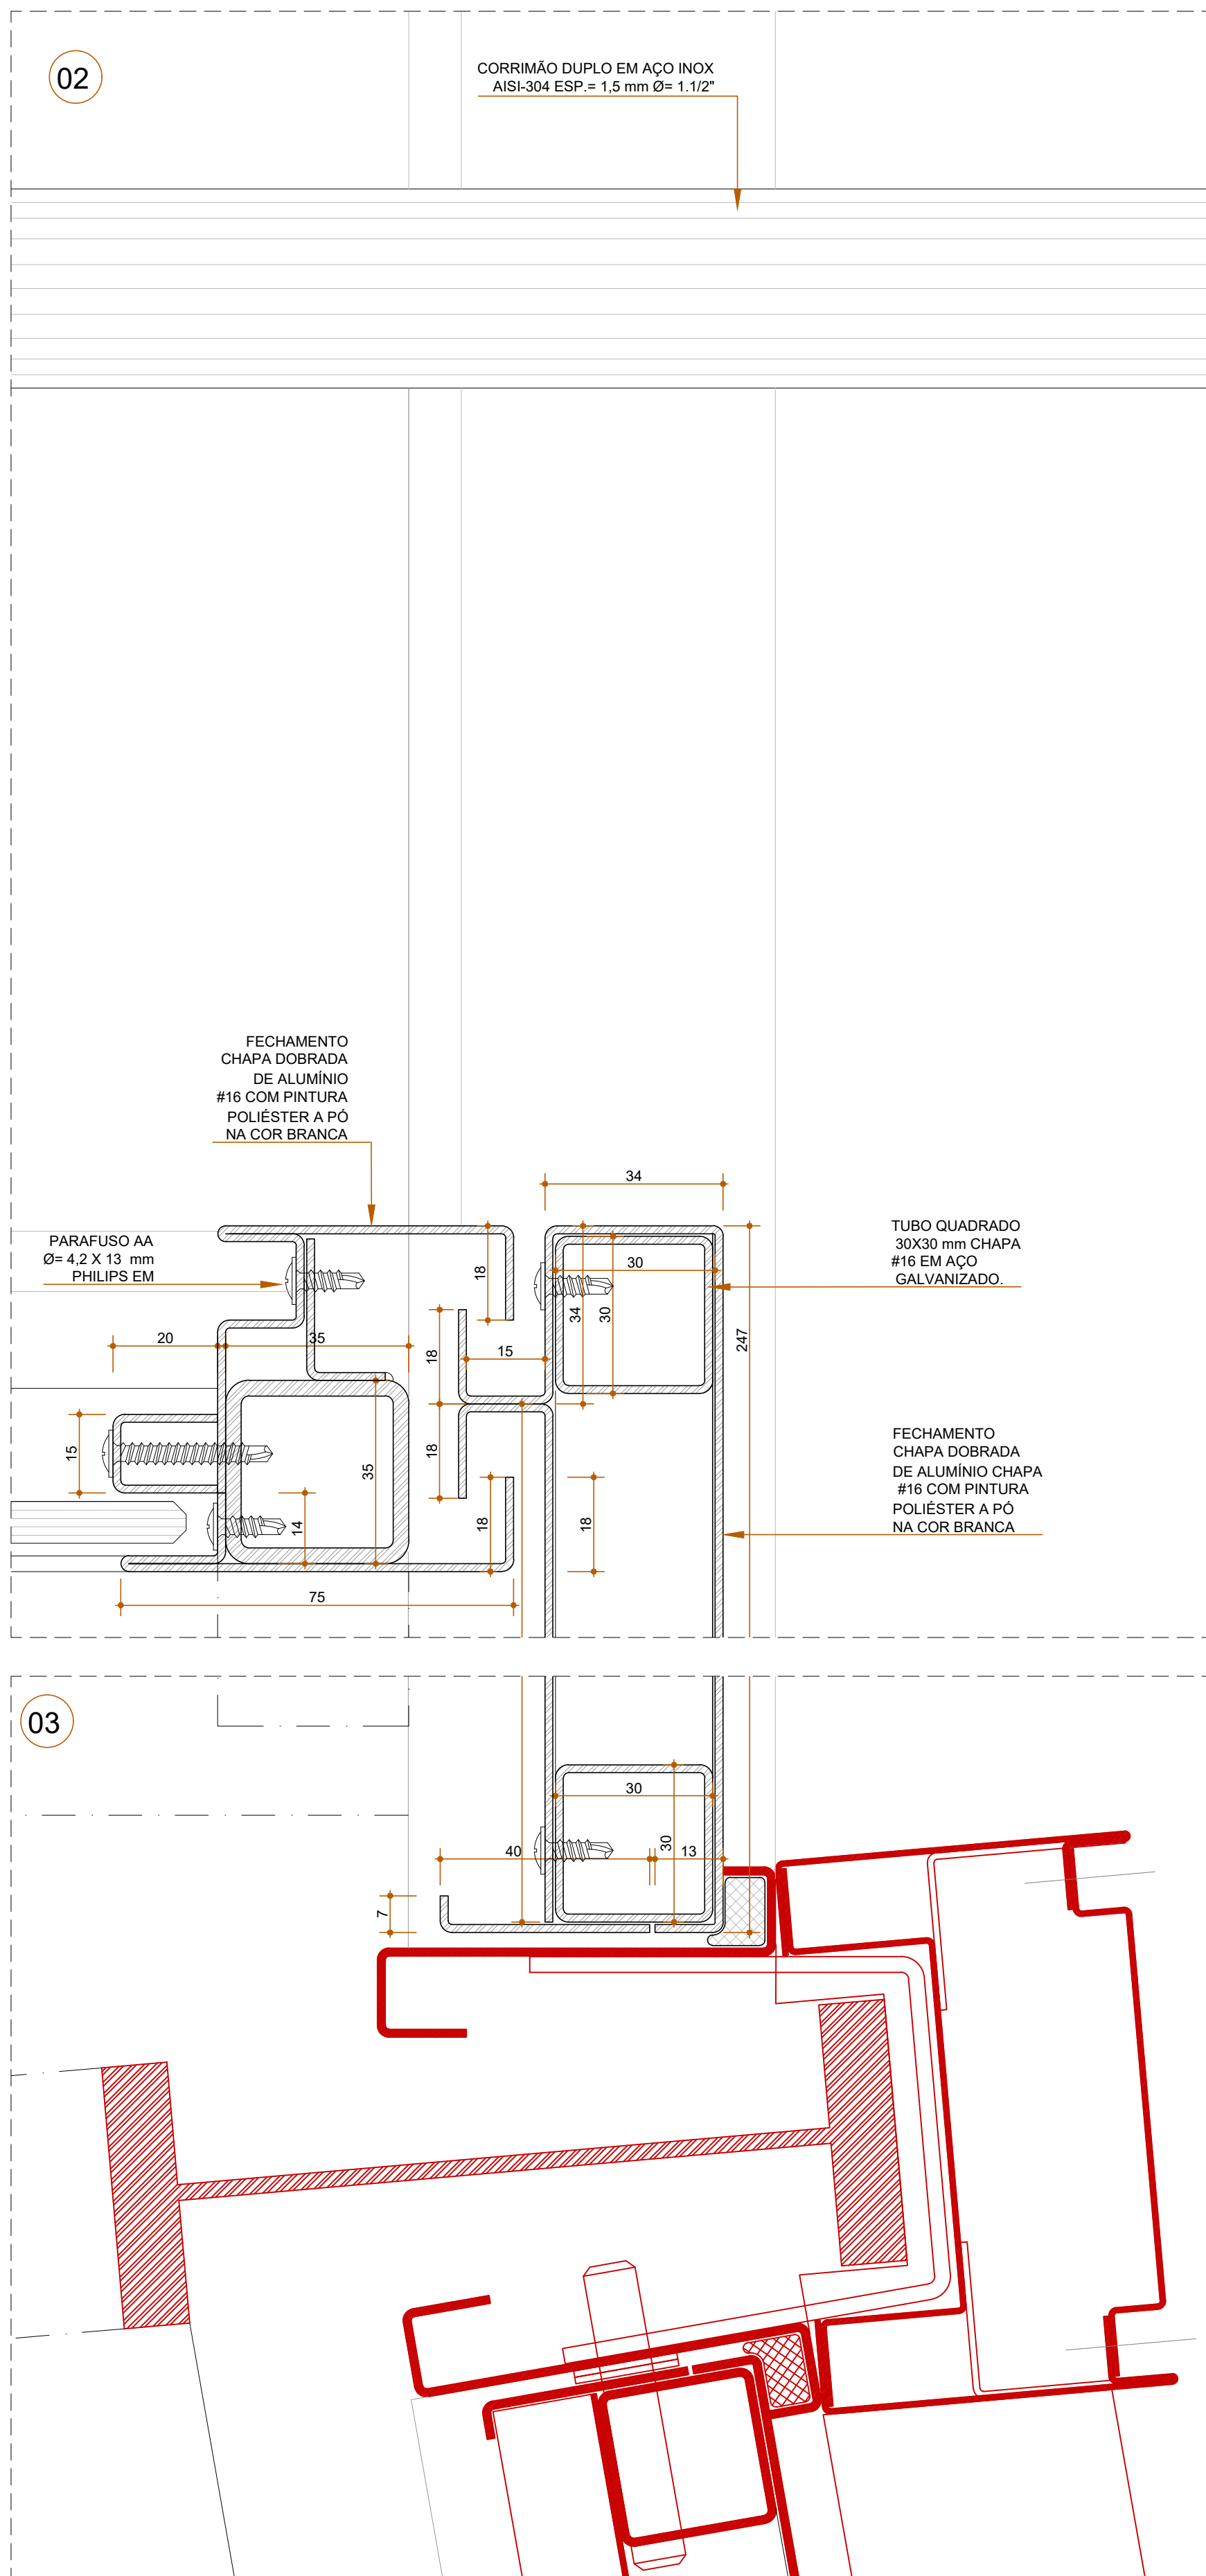 02
CORRIMÃO DUPLO EM AÇO INOX
AISI-304 ESP.= 1,5 mm Ø= 1.1/2"
FECHAMENTO
CHAPA DOBRADA
DE ALUMÍNIO
#16 COM PINTURA
POLIÉSTER A PÓ
NA COR BRANCA
34
PARAFUSO AA
Ø= 4,2 X 13 mm
PHILIPS EM
TUBO QUADRADO
30X30 mm CHAPA
#16 EM AÇO
GALVANIZADO.
18
30
34
30
247
20
35
18
15
15
35
18
14
18
18
75
FECHAMENTO
CHAPA DOBRADA
DE ALUMÍNIO CHAPA
#16 COM PINTURA
POLIÉSTER A PÓ
NA COR BRANCA
03
30
30
40
13
7